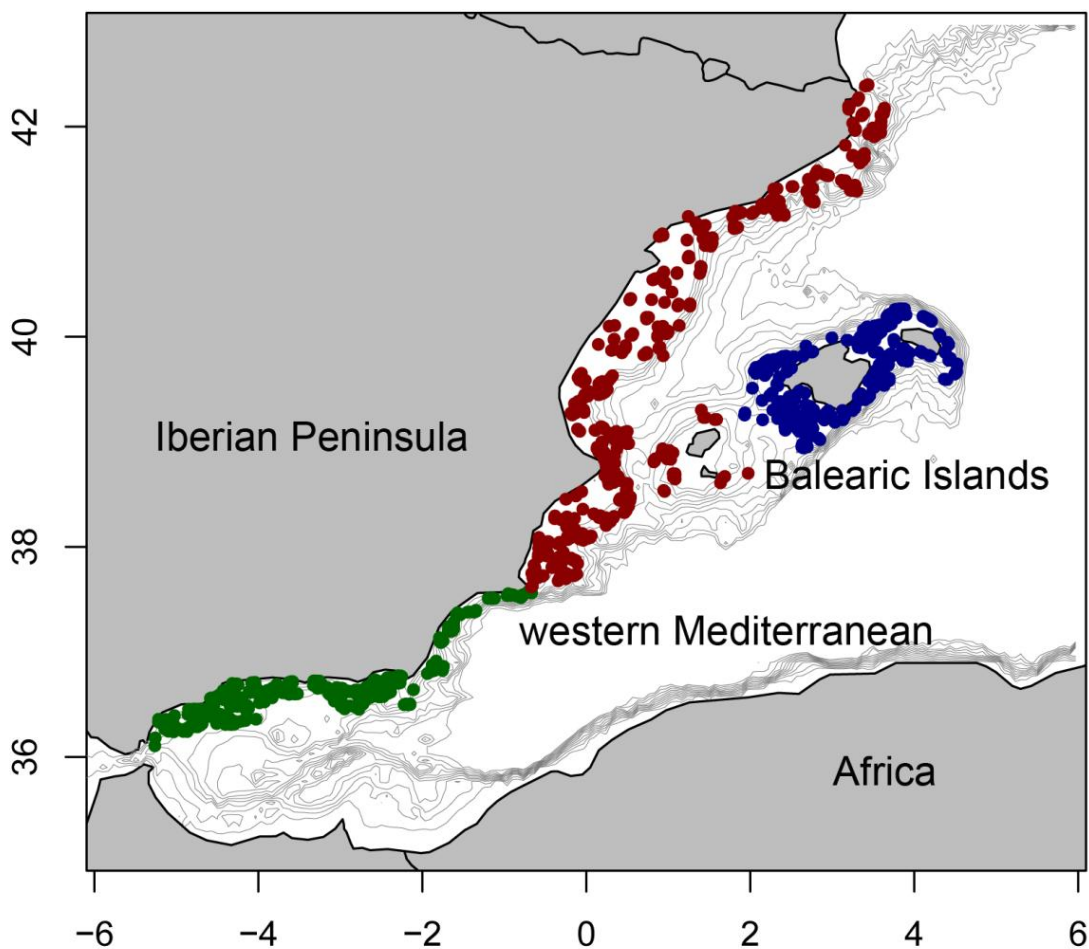 42
40
38
36
Iberian Peninsula
Balearic Islands
western Mediterranean
Africa
−6 −4 −2 0 2 4 6